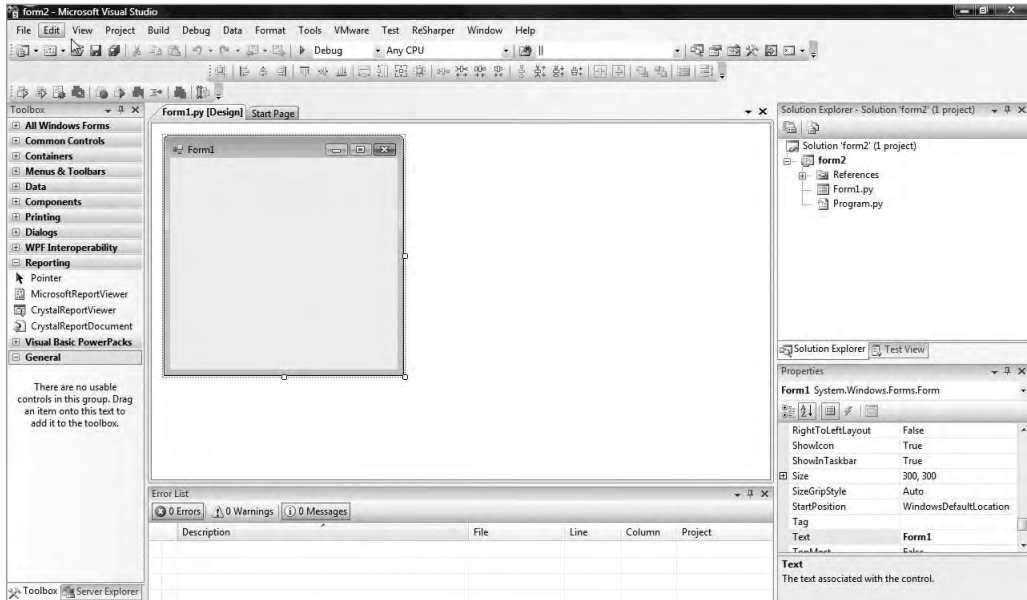 form2 - Microsoft Visual Studio
File Edit View Project Build Debug Data Format Tools VMware Test ReSharper Window Help
Debug Any CPU
Toolbox
All Windows Forms
Common Controls
Containers
Menus & Toolbars
Data
Components
Printing
Dialogs
WPF Interoperability
Reporting
Pointer
MicrosoftReportViewer
CrystalReportViewer
CrystalReportDocument
Visual Basic PowerPacks
General
There are no usable
controls in this group. Drag
an item onto this text to
add it to the toolbox.
Toolbox Server Explorer
Form1.py [Design] Start Page
Form1
Error List
0 Errors 0 Warnings 0 Messages
Description File Line Column Project
Solution Explorer - Solution 'form2' (1 project)
Solution 'form2' (1 project)
form2
References
Form1.py
Program.py
Solution Explorer Test View
Properties
Form1 System.Windows.Forms.Form
RightToLeftLayout False
ShowIcon True
ShowInTaskbar True
Size 300, 300
SizeGripStyle Auto
StartPosition WindowsDefaultLocation
Tag
Text Form1
TopMost False
Text
The text associated with the control.